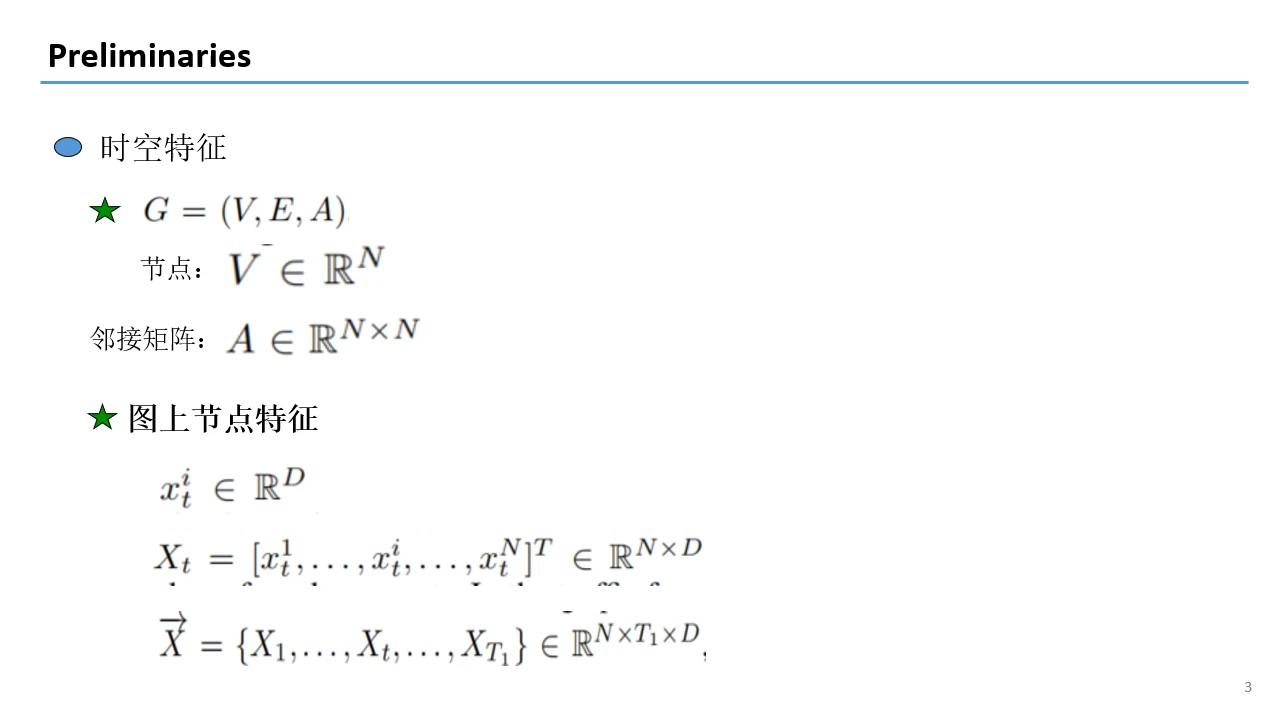 Preliminaries
时空特征
G = (V, E, A)
节点： V ∈ ℝ^N
邻接矩阵： A ∈ ℝ^{N×N}
图上节点特征
x_t^i ∈ ℝ^D
X_t = [x_t^1, . . . , x_t^i, . . . , x_t^N]^T ∈ ℝ^{N×D}
\overrightarrow{X} = {X_1, . . . , X_t, . . . , X_{T_1}} ∈ ℝ^{N×T_1×D},
3